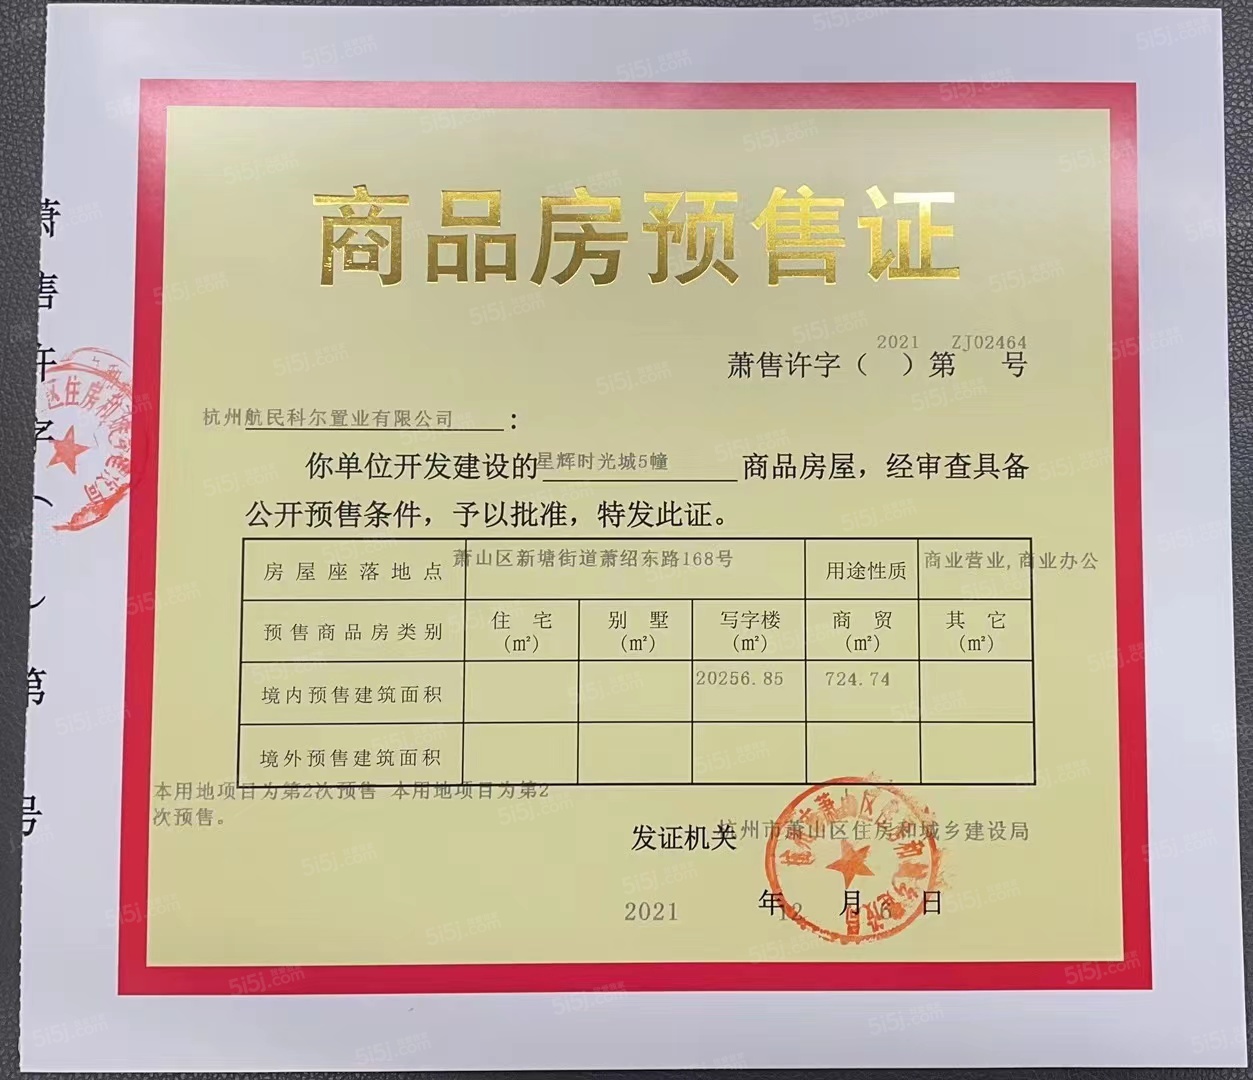 商品房预售证
2021 ZJ02464
萧售许字（ ）第 号
杭州航民科尔置业有限公司：
你单位开发建设的星辉时光城5幢商品房屋，经审查具备
公开预售条件，予以批准，特发此证。
房屋座落地点 萧山区新塘街道萧绍东路168号 用途性质 商业营业,商业办公
预售商品房类别 住宅(㎡) 别墅(㎡) 写字楼(㎡) 商贸(㎡) 其它(㎡)
境内预售建筑面积 20256.85 724.74
境外预售建筑面积
本用地项目为第2次预售 本用地项目为第2
次预售。
发证机关 杭州市萧山区住房和城乡建设局
2021 年 12 月 6 日
萧售许字（ ）第 号
5i5j.com